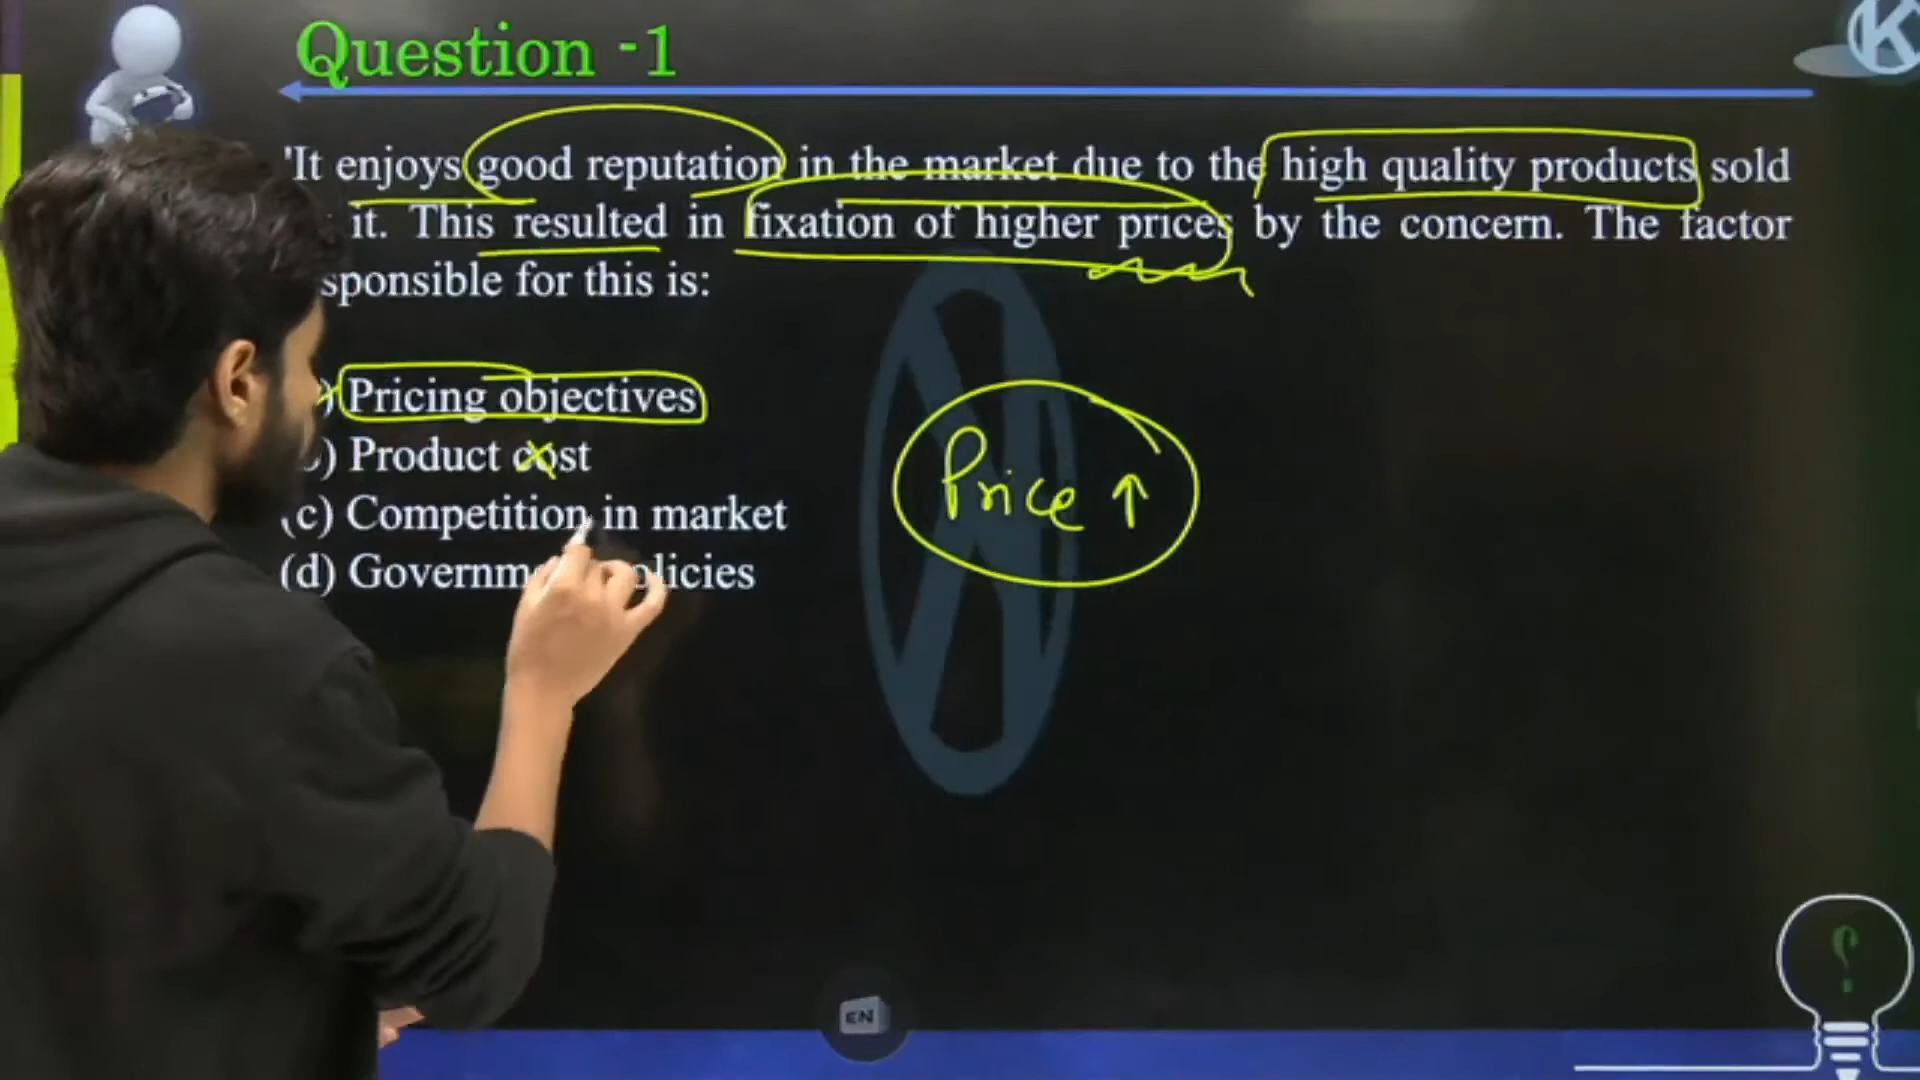 Question -1
'It enjoys good reputation in the market due to the high quality products sold
it. This resulted in fixation of higher prices by the concern. The factor
sponsible for this is:
) Pricing objectives
) Product cost
(c) Competition in market
(d) Governm olicies
Price ↑
K
EN
?